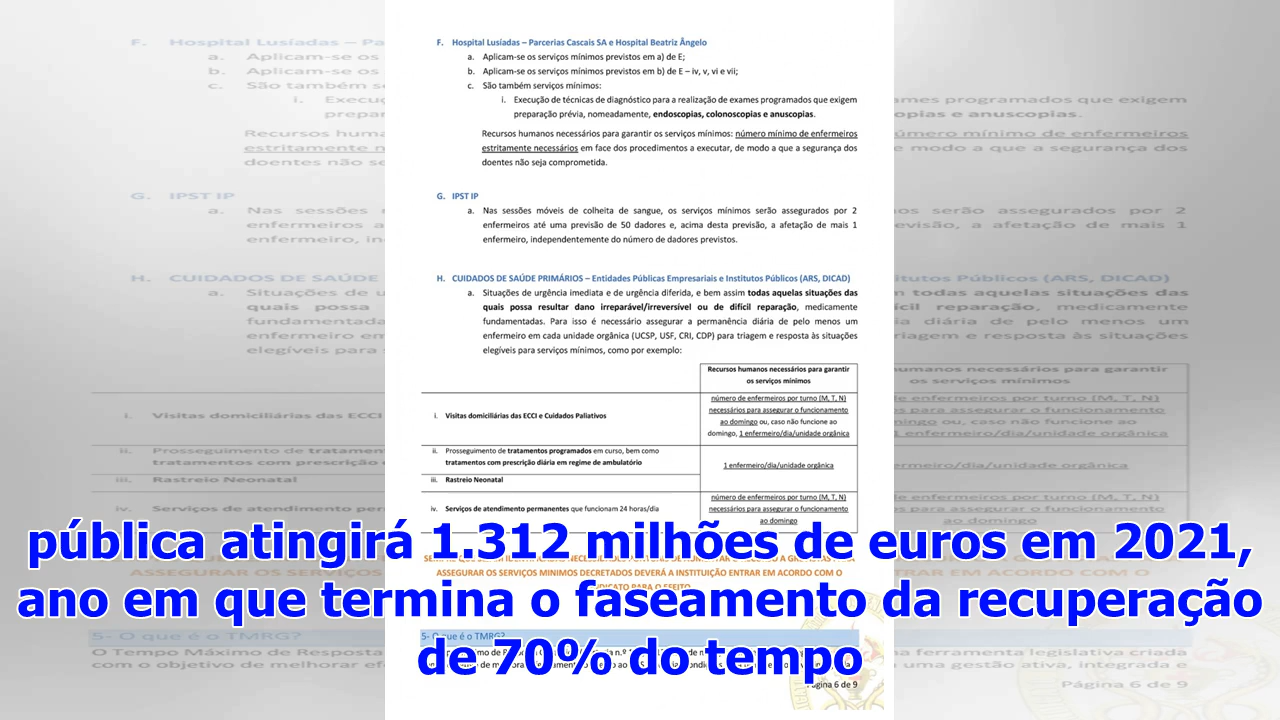 F. Hospital Lusíadas – Parcerias Cascais SA e Hospital Beatriz Ângelo
a. Aplicam-se os serviços mínimos previstos em a) de E;
b. Aplicam-se os serviços mínimos previstos em b) de E – iv, v, vi e vii;
c. São também serviços mínimos:
i. Execução de técnicas de diagnóstico para a realização de exames programados que exigem
preparação prévia, nomeadamente, endoscopias, colonoscopias e anuscopias.
Recursos humanos necessários para garantir os serviços mínimos: número mínimo de enfermeiros
estritamente necessários em face dos procedimentos a executar, de modo a que a segurança dos
doentes não seja comprometida.
G. IPST IP
a. Nas sessões móveis de colheita de sangue, os serviços mínimos serão assegurados por 2
enfermeiros até uma previsão de 50 dadores e, acima desta previsão, a afetação de mais 1
enfermeiro, independentemente do número de dadores previstos.
H. CUIDADOS DE SAÚDE PRIMÁRIOS – Entidades Públicas Empresariais e Institutos Públicos (ARS, DICAD)
a. Situações de urgência imediata e de urgência diferida, e bem assim todas aquelas situações das
quais possa resultar dano irreparável/irreversível ou de difícil reparação, medicamente
fundamentadas. Para isso é necessário assegurar a permanência diária de pelo menos um
enfermeiro em cada unidade orgânica (UCSP, USF, CRI, CDP) para triagem e resposta às situações
elegíveis para serviços mínimos, como por exemplo:
Recursos humanos necessários para garantir
os serviços mínimos
i. Visitas domiciliárias das ECCI e Cuidados Paliativos
número de enfermeiros por turno (M, T, N)
necessários para assegurar o funcionamento
ao domingo ou, caso não funcione ao
domingo, 1 enfermeiro/dia/unidade orgânica
ii. Prosseguimento de tratamentos programados em curso, bem como
tratamentos com prescrição diária em regime de ambulatório
1 enfermeiro/dia/unidade orgânica
iii. Rastreio Neonatal
iv. Serviços de atendimento permanentes que funcionam 24 horas/dia
número de enfermeiros por turno (M, T, N)
necessários para assegurar o funcionamento
ao domingo
pública atingirá 1.312 milhões de euros em 2021,
ASSEGURAR OS SERVIÇOS MINIMOS DECRETADOS DEVERÁ A INSTITUIÇÃO ENTRAR EM ACORDO COM O
ano em que termina o faseamento da recuperação
5- O que é o TMRG?
de 70% do tempo
Página 6 de 9